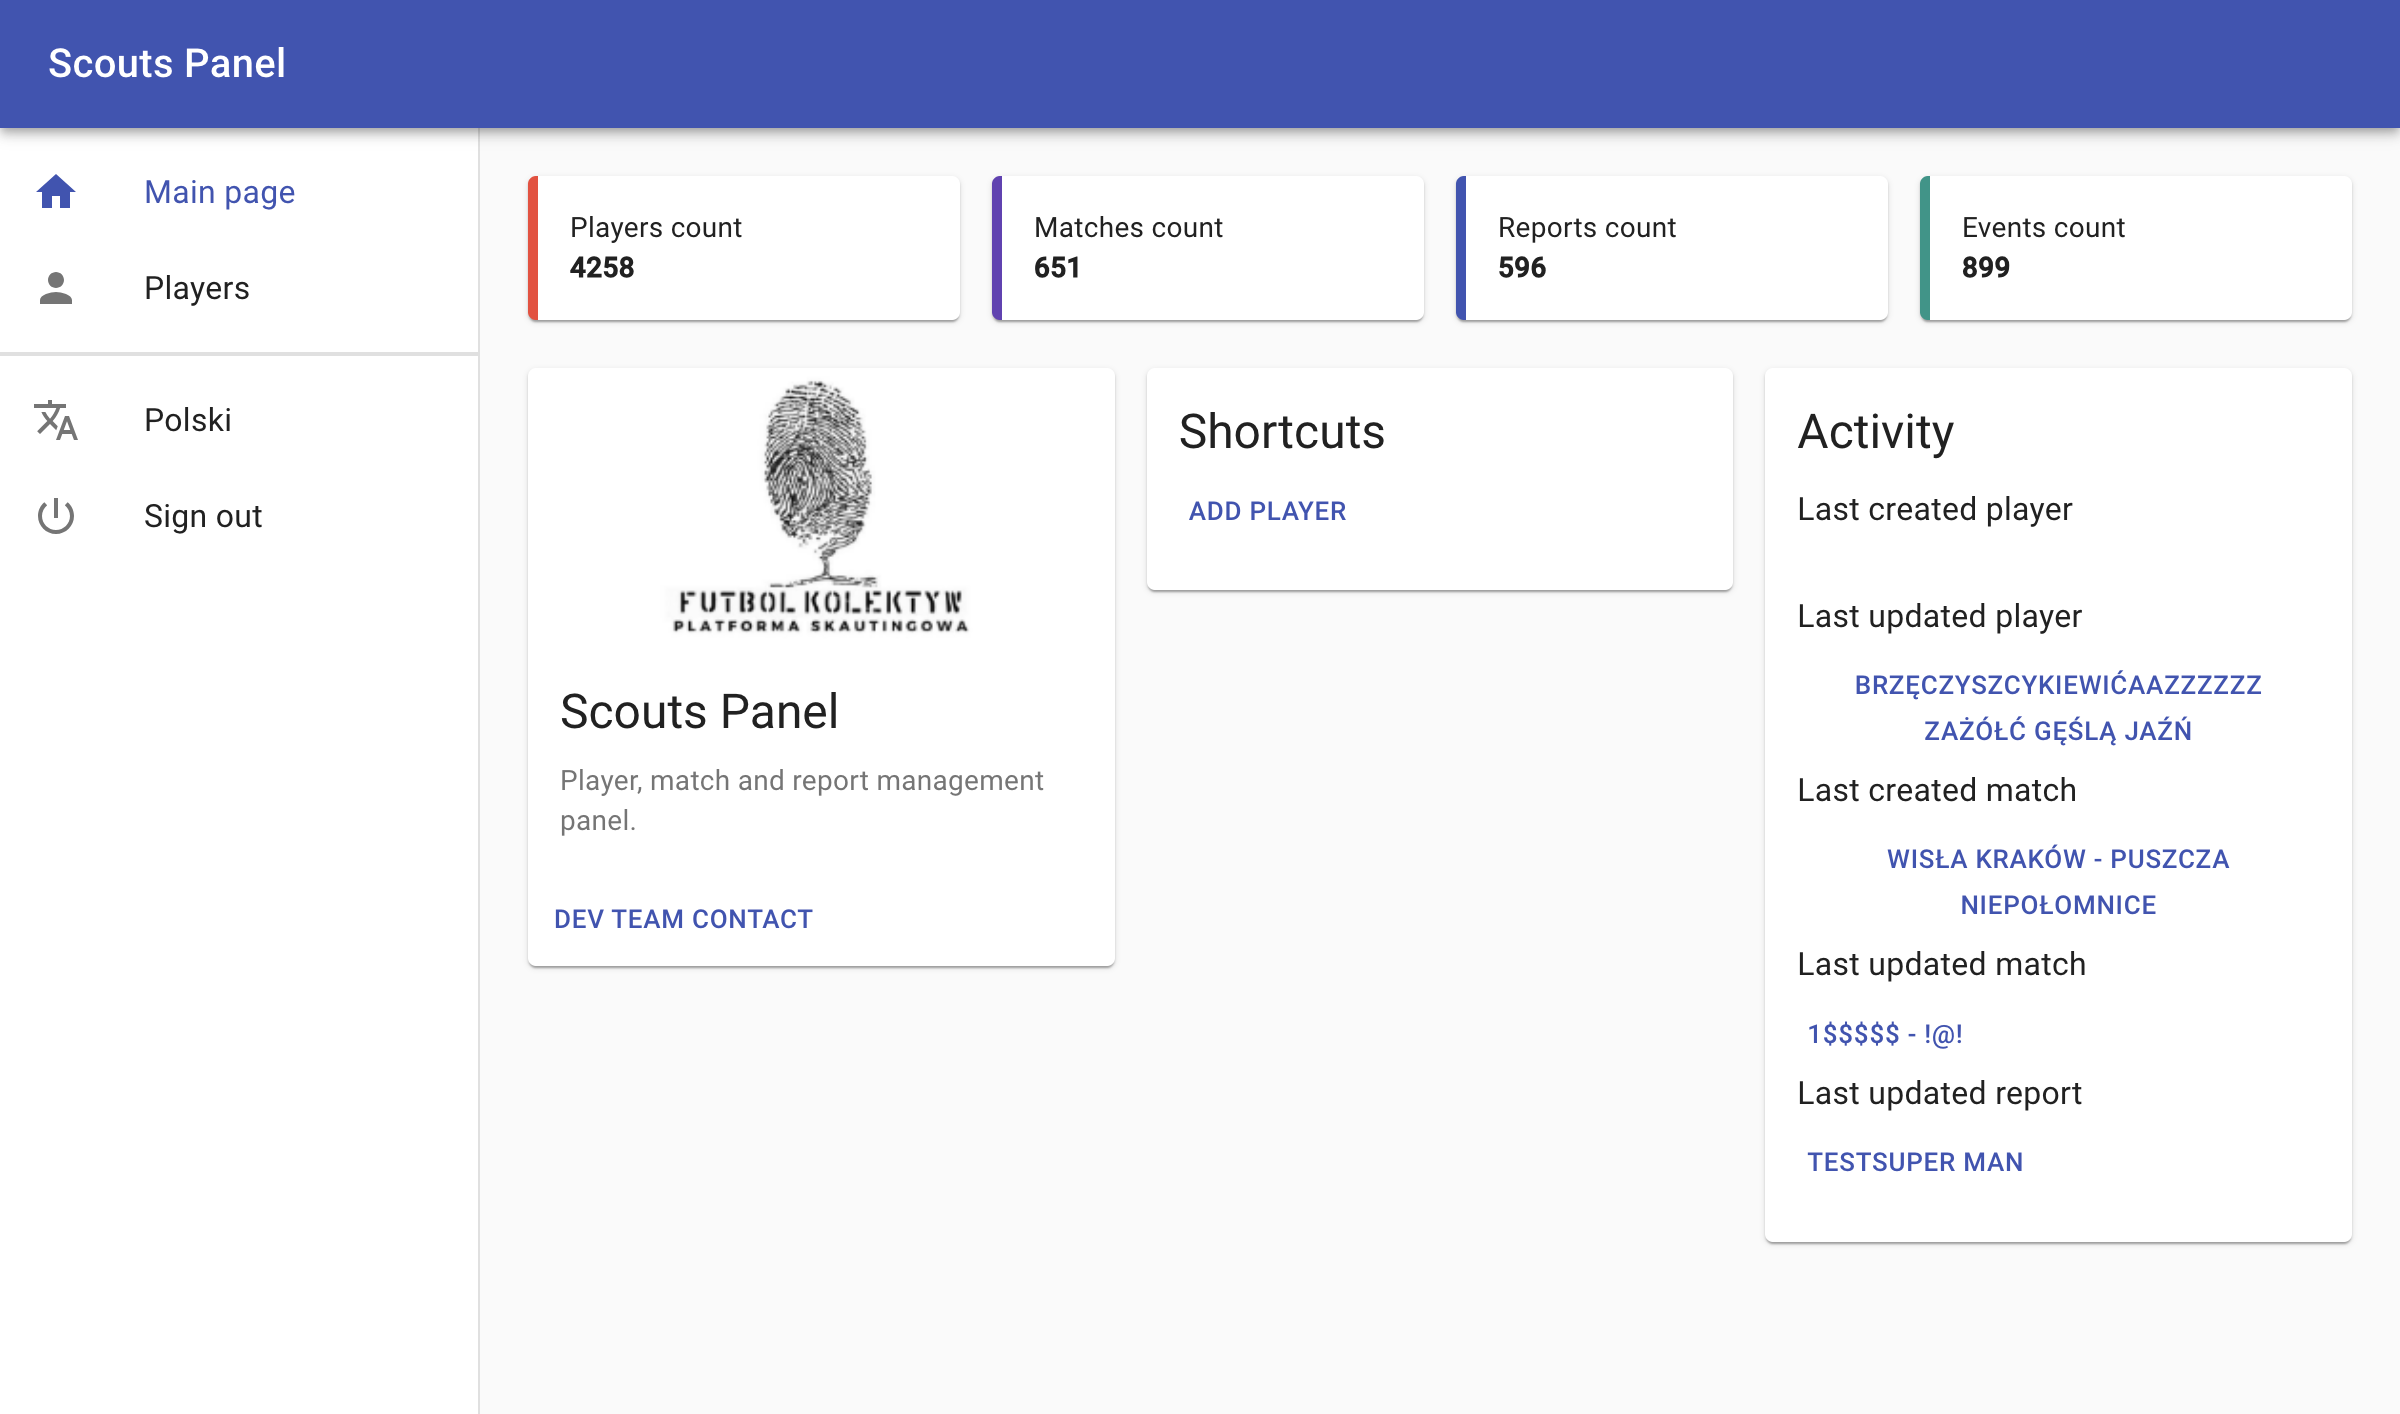 Scouts Panel
Main page
Players
Polski
Sign out
Players count
4258
Matches count
651
Reports count
596
Events count
899
FUTBOL KOLEKTYW
PLATFORMA SKAUTINGOWA
Scouts Panel
Player, match and report management
panel.
DEV TEAM CONTACT
Shortcuts
ADD PLAYER
Activity
Last created player
Last updated player
BRZĘCZYSZCYKIEWIĆAAZZZZZZ
ZAŻÓŁĆ GĘŚLĄ JAŹŃ
Last created match
WISŁA KRAKÓW - PUSZCZA
NIEPOŁOMNICE
Last updated match
1$$$$$ - !@!
Last updated report
TESTSUPER MAN